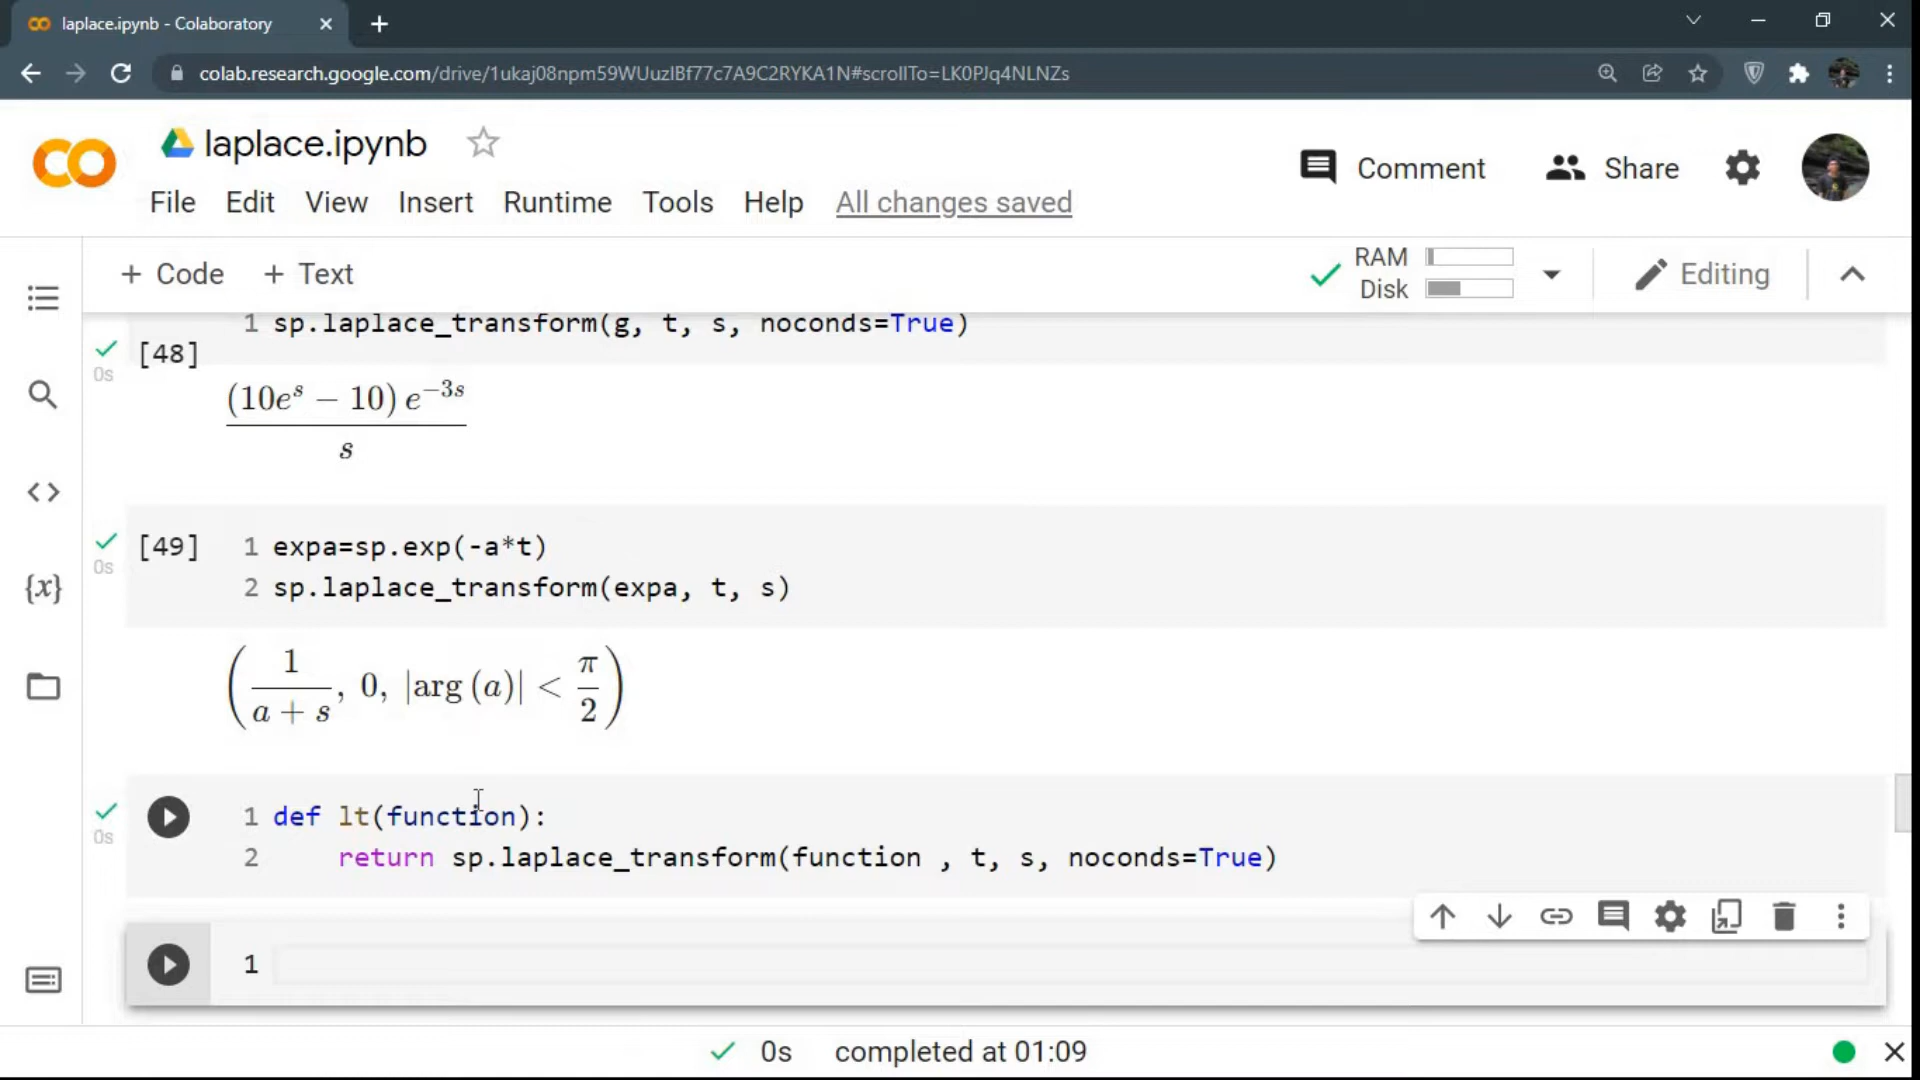 laplace.ipynb - Colaboratory
colab.research.google.com/drive/1ukaj08npm59WUuzlBf77c7A9C2RYKA1N#scrollTo=LK0PJq4NLNZs
laplace.ipynb
Comment Share
File Edit View Insert Runtime Tools Help All changes saved
+ Code + Text
RAM
Disk
Editing
1 sp.laplace_transform(g, t, s, noconds=True)
0s
[48]
(10e^s − 10) e^−3s
s
[49] 1 expa=sp.exp(-a*t)
0s
2 sp.laplace_transform(expa, t, s)
{x}
(1/(a + s), 0, |arg (a)| < π/2)
1 def lt(function):
0s
2 return sp.laplace_transform(function , t, s, noconds=True)
1
0s completed at 01:09